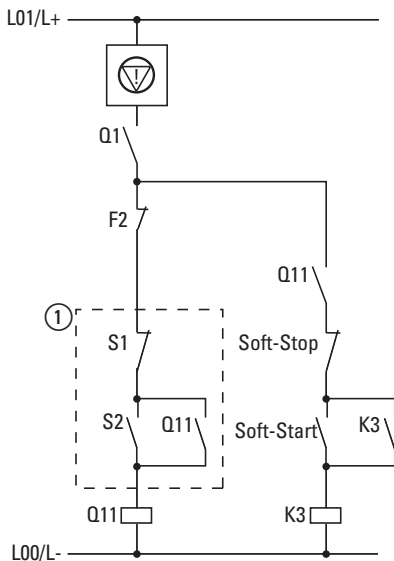 L01/L+
!
Q1
F2
Q11
1
S1
Soft-Stop
S2
Q11
Soft-Start
K3
Q11
K3
L00/L-